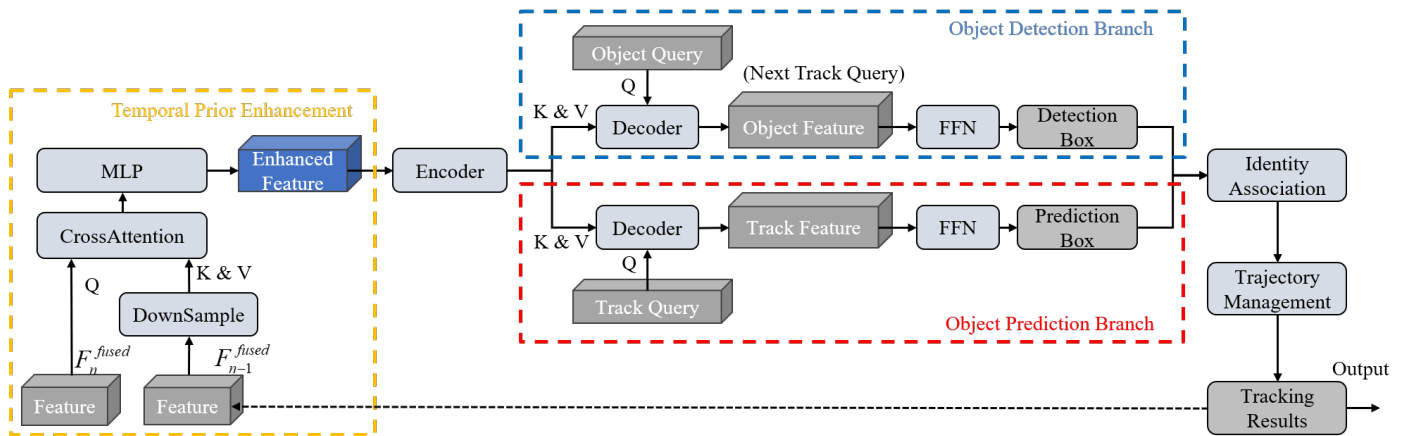 Object Detection Branch
Object Query
(Next Track Query)
Q
K & V
Decoder
Object Feature
FFN
Detection
Box
Temporal Prior Enhancement
MLP
Enhanced
Feature
Encoder
Identity
Association
CrossAttention
Decoder
Track Feature
FFN
Prediction
Box
K & V
Q
Q
K & V
Track Query
DownSample
Trajectory
Management
Object Prediction Branch
F_n^{fused}
F_{n-1}^{fused}
Feature
Feature
Output
Tracking
Results